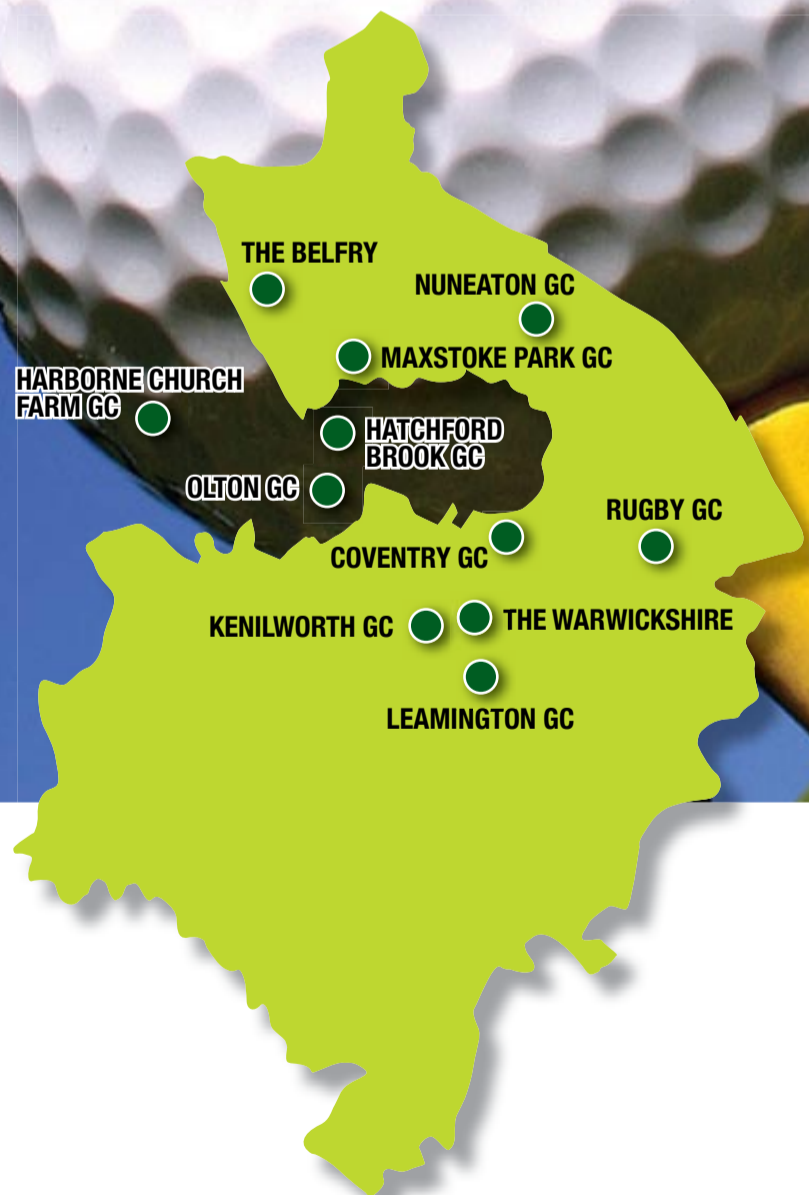 THE BELFRY
NUNEATON GC
MAXSTOKE PARK GC
HARBORNE CHURCH
FARM GC
HATCHFORD
BROOK GC
OLTON GC
RUGBY GC
COVENTRY GC
KENILWORTH GC
THE WARWICKSHIRE
LEAMINGTON GC